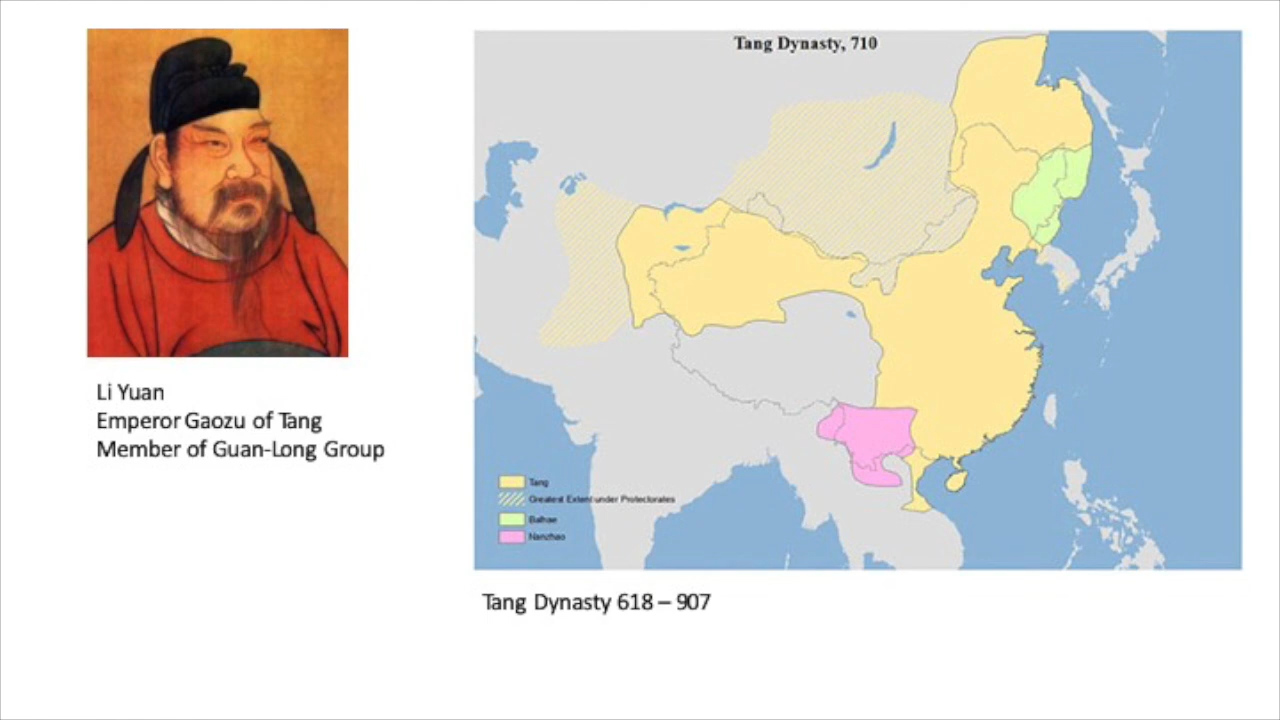 Tang Dynasty, 710
Li Yuan
Emperor Gaozu of Tang
Member of Guan-Long Group
Tang
Greatest Extent under Protectorates
Balhae
Nanzhao
Tang Dynasty 618 – 907